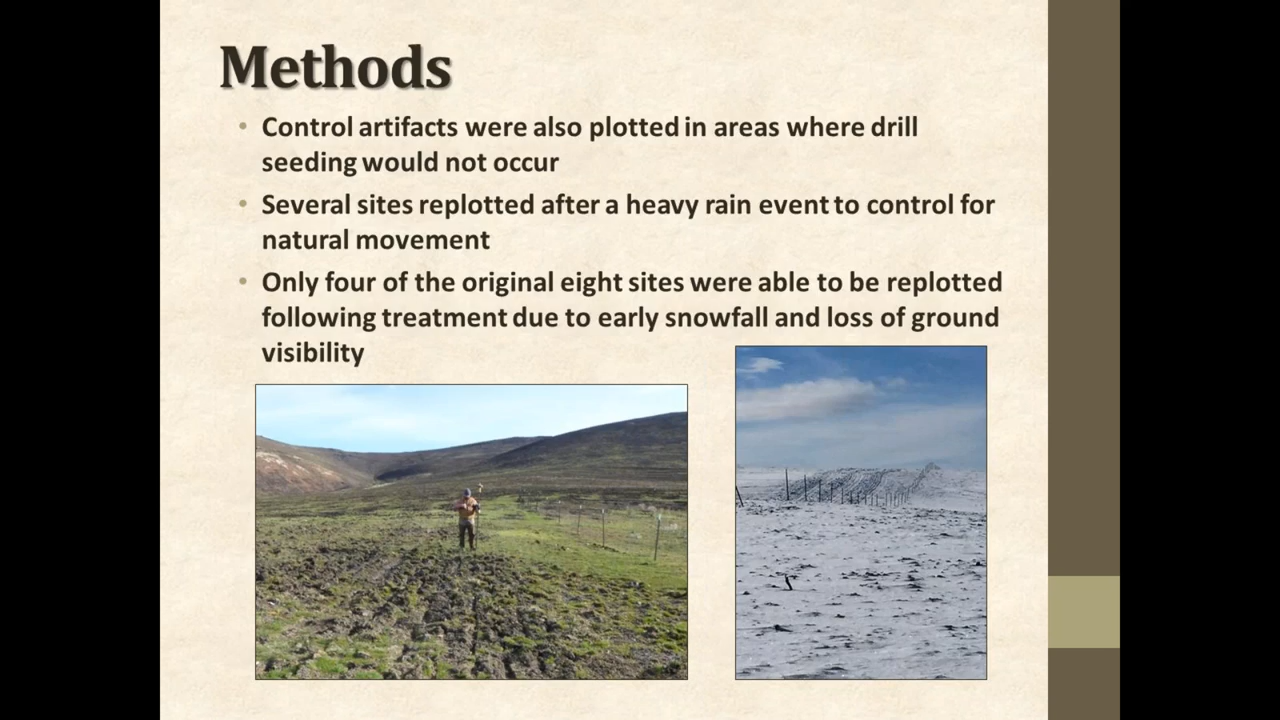 Methods
• Control artifacts were also plotted in areas where drill
seeding would not occur
• Several sites replotted after a heavy rain event to control for
natural movement
• Only four of the original eight sites were able to be replotted
following treatment due to early snowfall and loss of ground
visibility